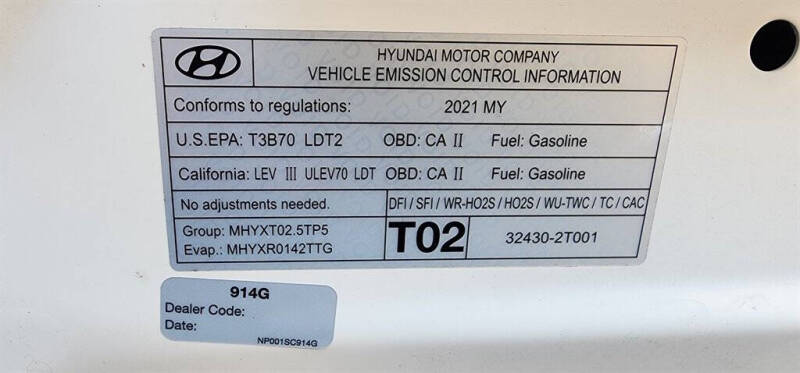 HYUNDAI MOTOR COMPANY
VEHICLE EMISSION CONTROL INFORMATION
Conforms to regulations: 2021 MY
U.S.EPA: T3B70 LDT2 OBD: CA II Fuel: Gasoline
California: LEV III ULEV70 LDT OBD: CA II Fuel: Gasoline
No adjustments needed. DFI / SFI / WR-HO2S / HO2S / WU-TWC / TC / CAC
Group: MHYXT02.5TP5
Evap.: MHYXR0142TTG
T02 32430-2T001
914G
Dealer Code:
Date:
NP001SC914G